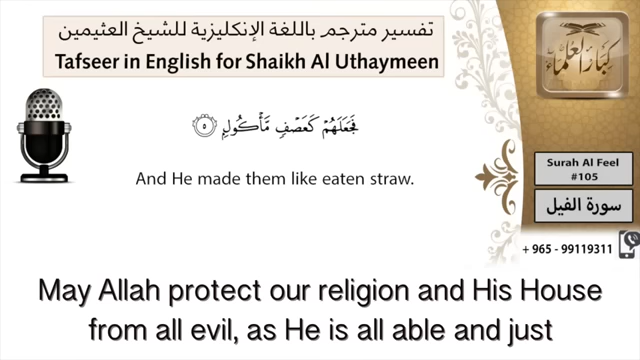 تفسير مترجم باللغة الإنكليزية للشيخ العثيمين
Tafseer in English for Shaikh Al Uthaymeen
كبار العلماء
فَجَعَلَهُمْ كَعَصْفٍ مَّأْكُولٍ ٥
And He made them like eaten straw.
Surah Al Feel
#105
سورة الفيل
+ 965 - 99119311
May Allah protect our religion and His House
from all evil, as He is all able and just